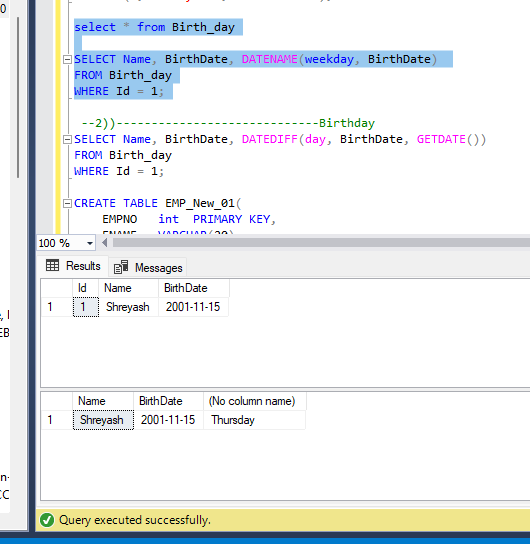 0
select * from Birth_day
SELECT Name, BirthDate, DATENAME(weekday, BirthDate)
FROM Birth_day
WHERE Id = 1;
--2))-----------------------------Birthday
SELECT Name, BirthDate, DATEDIFF(day, BirthDate, GETDATE())
FROM Birth_day
WHERE Id = 1;
CREATE TABLE EMP_New_01(
EMPNO int PRIMARY KEY,
100 %
Results Messages
Id Name BirthDate
1 1 Shreyash 2001-11-15
Name BirthDate (No column name)
1 Shreyash 2001-11-15 Thursday
Query executed successfully.